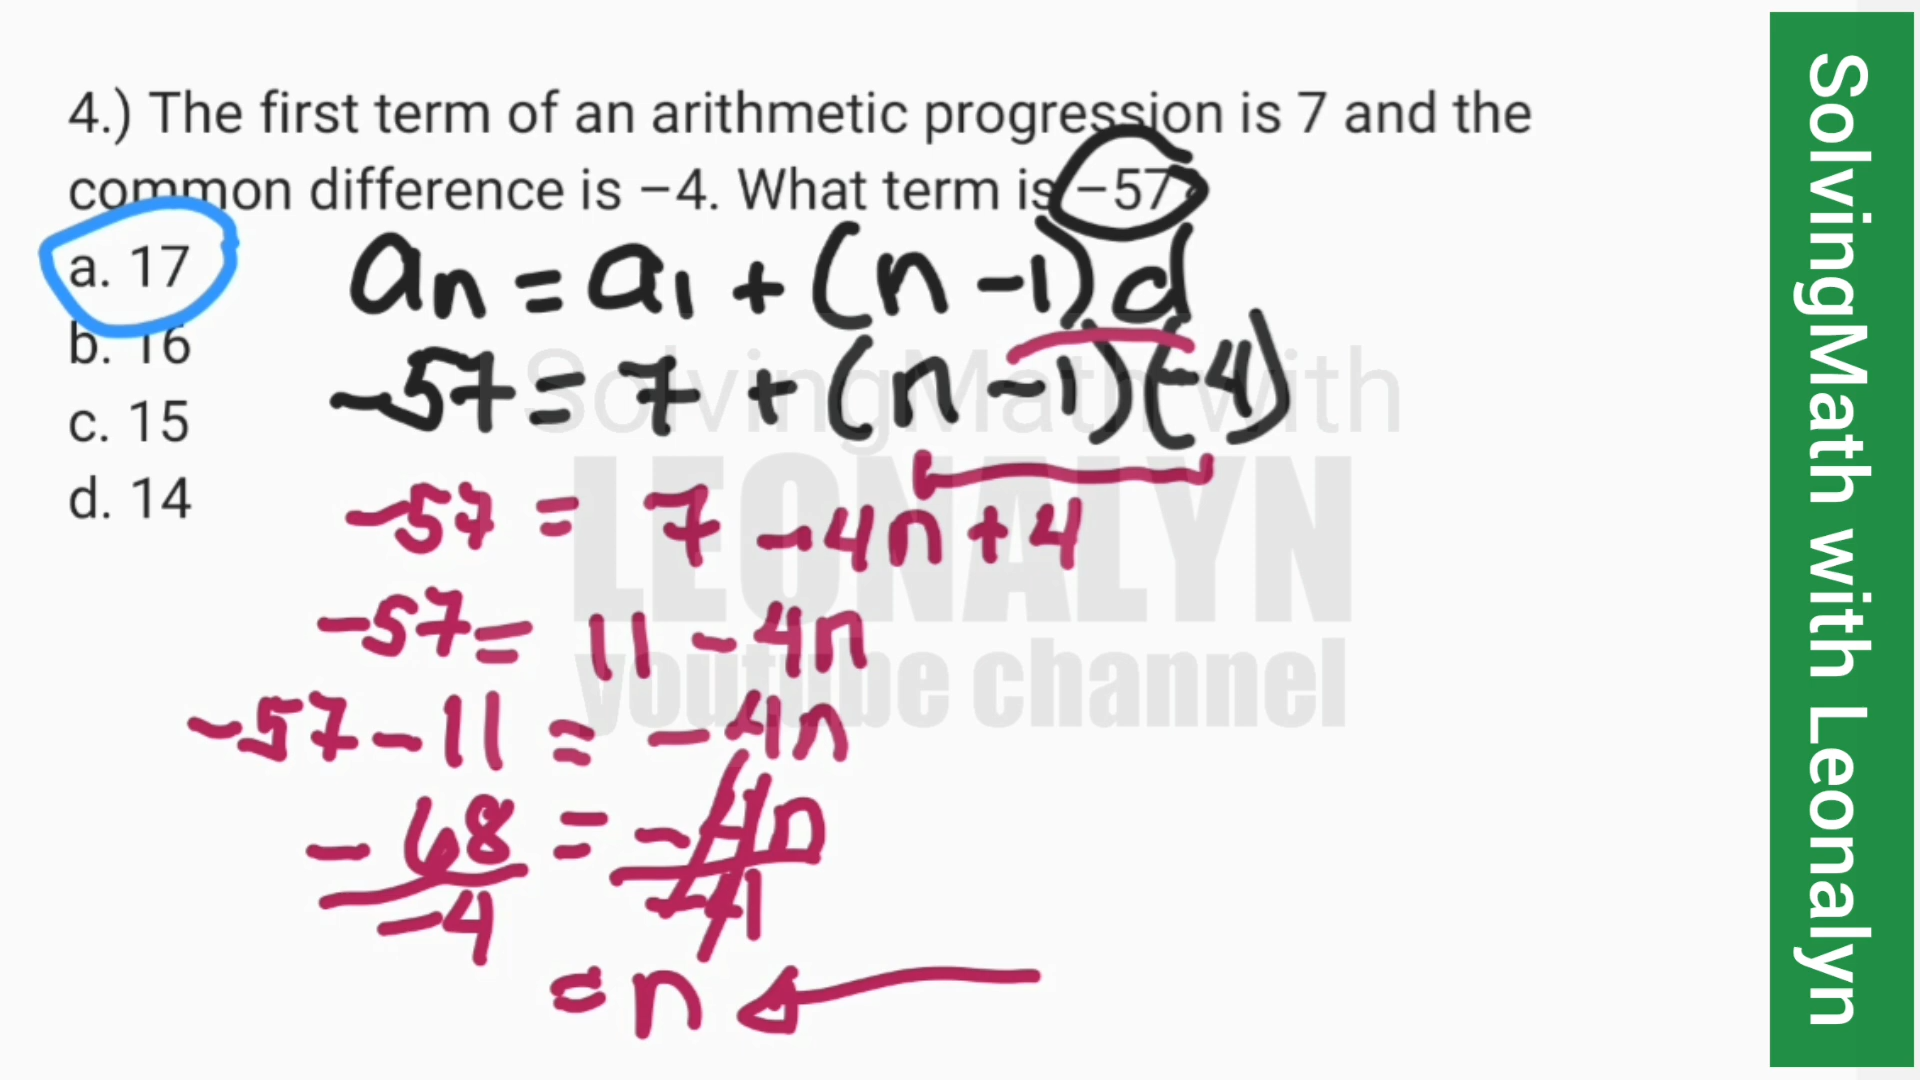 4.) The first term of an arithmetic progression is 7 and the
common difference is −4. What term is −57?
a. 17
b. 16
c. 15
d. 14
an = a1 + (n - 1) d
-57 = 7 + (n - 1)(-4)
-57 = 7 - 4n + 4
-57 = 11 - 4n
-57 - 11 = -4n
-68 = -4n
-4 -4
= n
SolvingMath with
LEONALYN
youtube channel
SolvingMath with Leonalyn